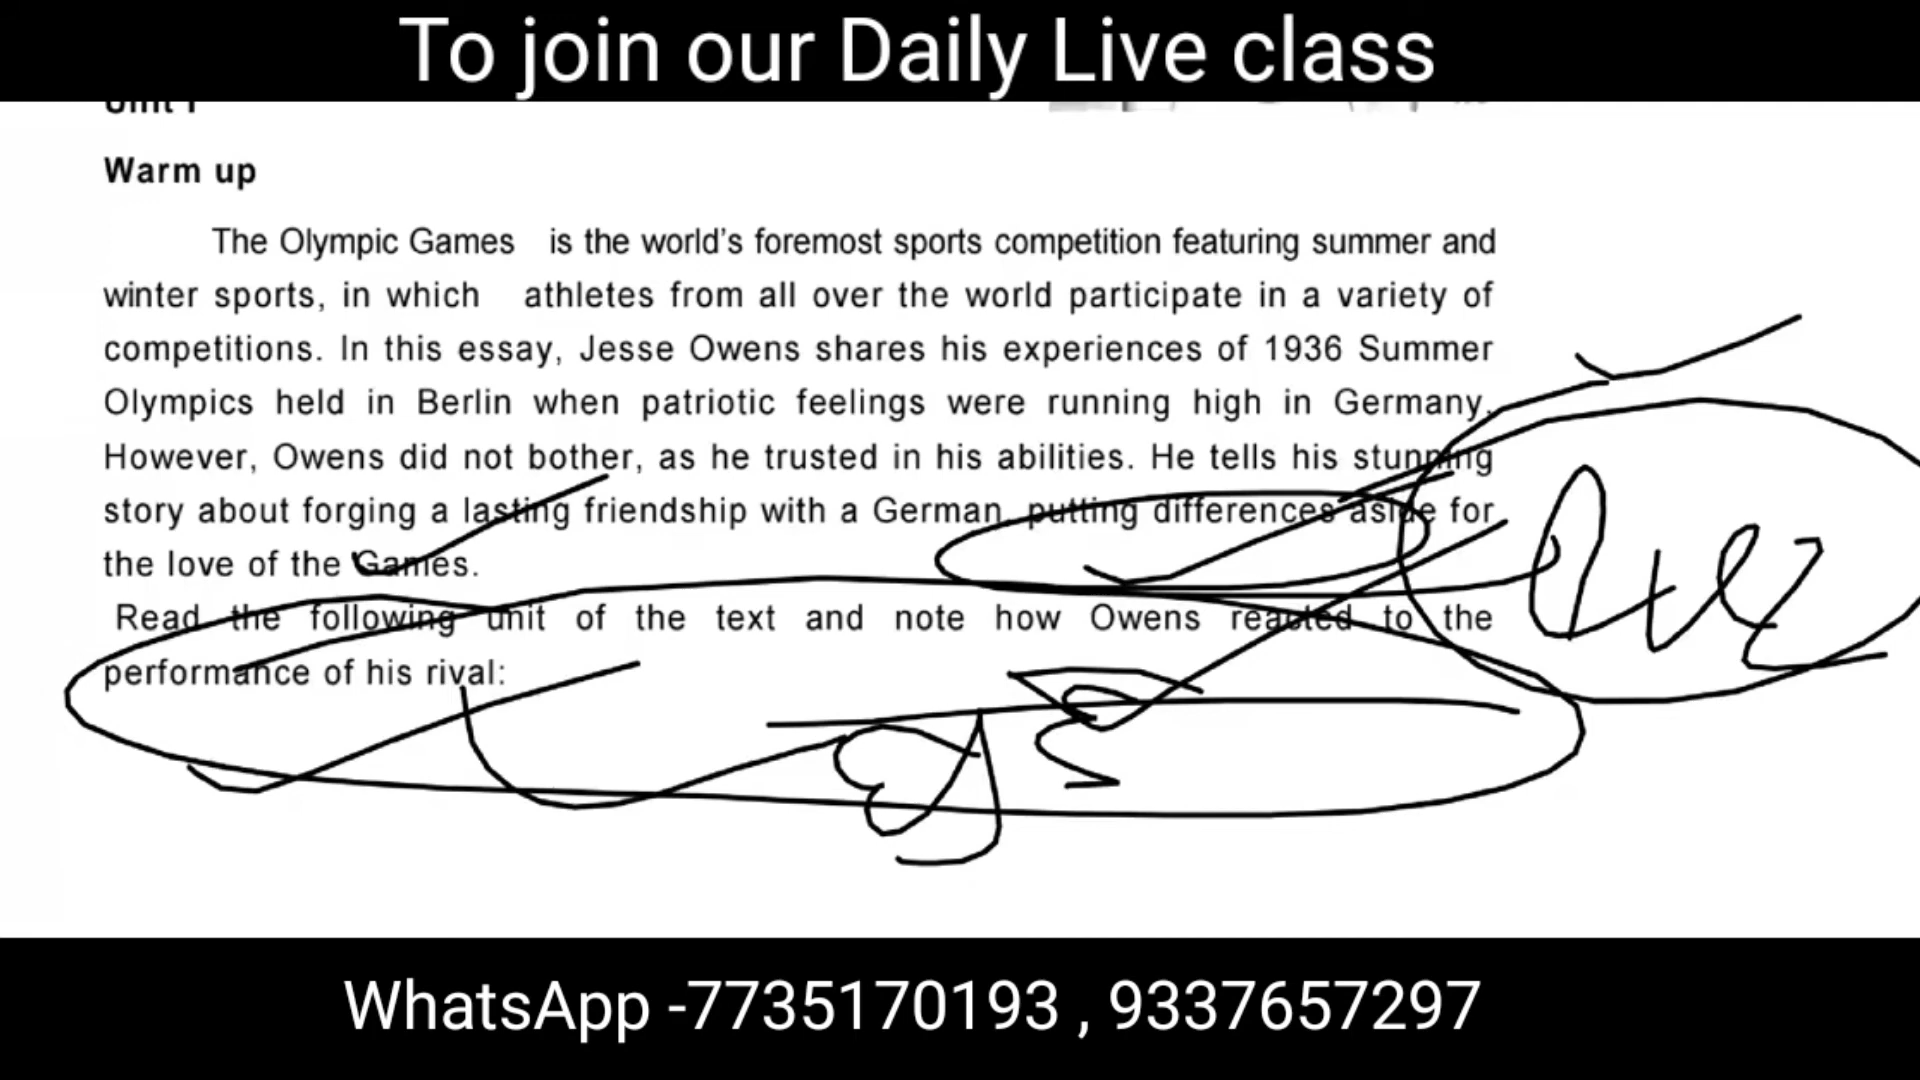 To join our Daily Live class
Unit I
Warm up
The Olympic Games is the world's foremost sports competition featuring summer and
winter sports, in which athletes from all over the world participate in a variety of
competitions. In this essay, Jesse Owens shares his experiences of 1936 Summer
Olympics held in Berlin when patriotic feelings were running high in Germany.
However, Owens did not bother, as he trusted in his abilities. He tells his stunning
story about forging a lasting friendship with a German, putting differences aside for
the love of the Games.
Read the following unit of the text and note how Owens reacted to the
performance of his rival:
WhatsApp -7735170193 , 9337657297